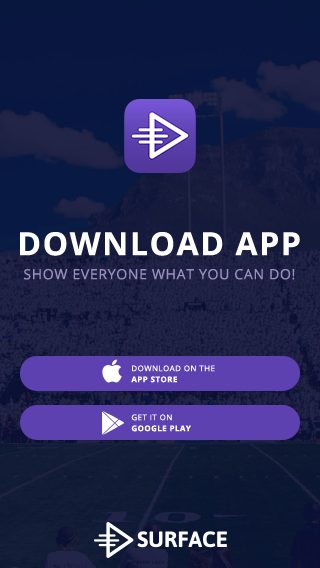 DOWNLOAD APP
SHOW EVERYONE WHAT YOU CAN DO!
DOWNLOAD ON THE
APP STORE
GET IT ON
GOOGLE PLAY
SURFACE